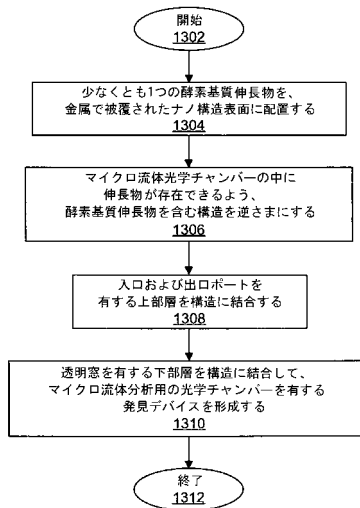 開始
1302
少なくとも1つの酵素基質伸長物を、
金属で被覆されたナノ構造表面に配置する
1304
マイクロ流体光学チャンバーの中に
伸長物が存在できるよう、
酵素基質伸長物を含む構造を逆さまにする
1306
入口および出口ポートを
有する上部層を構造に結合する
1308
透明窓を有する下部層を構造に結合して、
マイクロ流体分析用の光学チャンバーを有する
発見デバイスを形成する
1310
終了
1312